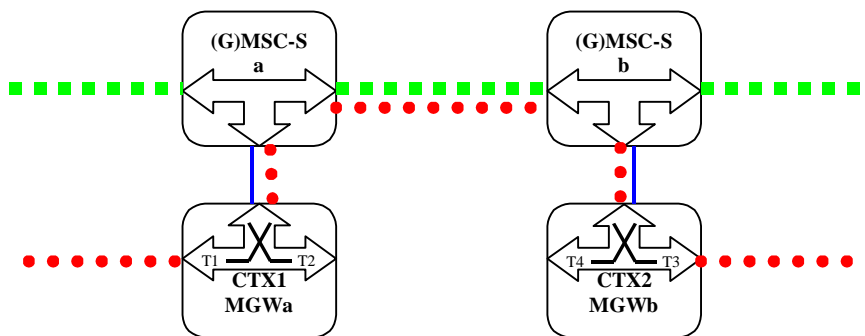 (G)MSC-S
a
(G)MSC-S
b
T1
T2
CTX1
MGWa
T4
T3
CTX2
MGWb